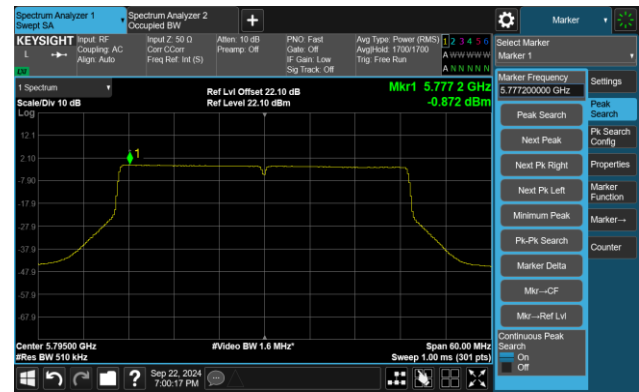 Spectrum Analyzer 1
Swept SA
Spectrum Analyzer 2
Occupied BW
+
Marker
KEYSIGHT
L
Input: RF
Coupling: AC
Align: Auto
Input Z: 50 Ω
Corr CCorr
Freq Ref: Int (S)
Atten: 10 dB
Preamp: Off
PNO: Fast
Gate: Off
IF Gain: Low
Sig Track: Off
Avg Type: Power (RMS)
Avg|Hold: 1700/1700
Trig: Free Run
1 2 3 4 5 6
A W W W W W
A N N N N N
Select Marker
Marker 1
1 Spectrum
Scale/Div 10 dB
Log
Ref Lvl Offset 22.10 dB
Ref Level 22.10 dBm
Mkr1 5.777 2 GHz
-0.872 dBm
12.1
2.10
-7.90
-17.9
-27.9
-37.9
-47.9
-57.9
-67.9
1
Center 5.79500 GHz
#Res BW 510 kHz
#Video BW 1.6 MHz*
Span 60.00 MHz
Sweep 1.00 ms (301 pts)
Marker Frequency
5.777200000 GHz
Peak Search
Next Peak
Next Pk Right
Next Pk Left
Minimum Peak
Pk-Pk Search
Marker Delta
Mkr→CF
Mkr→Ref Lvl
Continuous Peak
Search
On
Off
Settings
Peak
Search
Pk Search
Config
Properties
Marker
Function
Marker→
Counter
?
Sep 22, 2024
7:00:17 PM